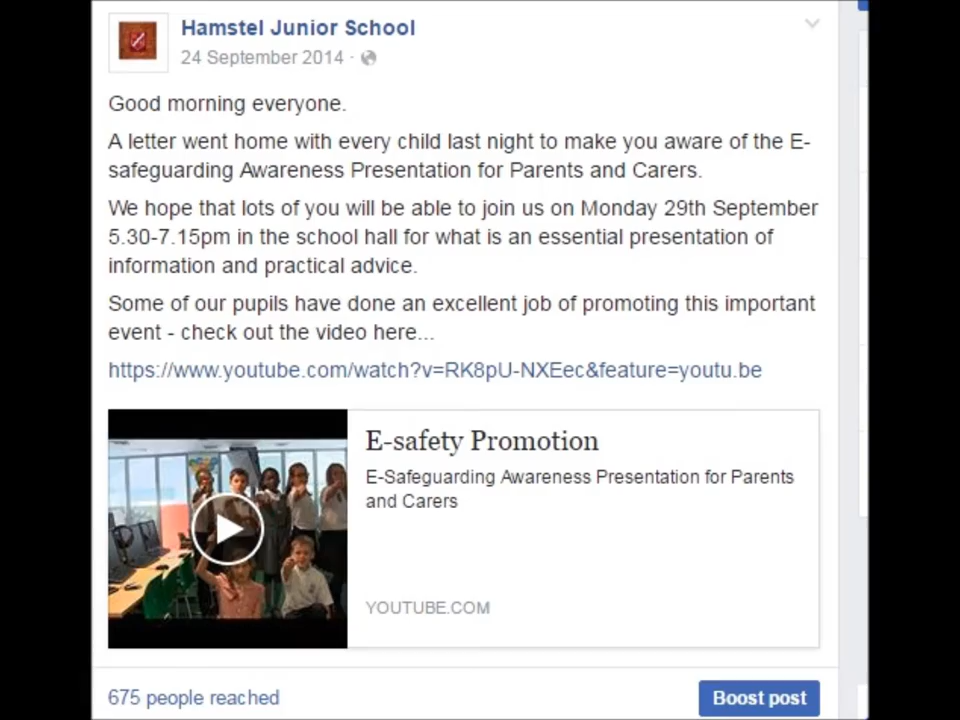 Hamstel Junior School
24 September 2014 ·
Good morning everyone.
A letter went home with every child last night to make you aware of the E-
safeguarding Awareness Presentation for Parents and Carers.
We hope that lots of you will be able to join us on Monday 29th September
5.30-7.15pm in the school hall for what is an essential presentation of
information and practical advice.
Some of our pupils have done an excellent job of promoting this important
event - check out the video here...
https://www.youtube.com/watch?v=RK8pU-NXEec&feature=youtu.be
E-safety Promotion
E-Safeguarding Awareness Presentation for Parents
and Carers
YOUTUBE.COM
675 people reached
Boost post